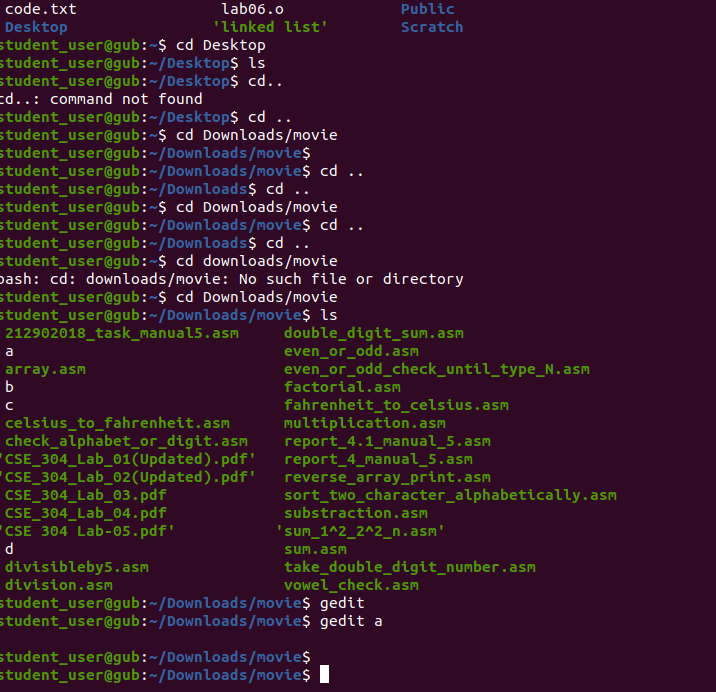 code.txt lab06.o Public
Desktop 'linked list' Scratch
student_user@gub:~$ cd Desktop
student_user@gub:~/Desktop$ ls
student_user@gub:~/Desktop$ cd..
cd..: command not found
student_user@gub:~/Desktop$ cd ..
student_user@gub:~$ cd Downloads/movie
student_user@gub:~/Downloads/movie$
student_user@gub:~/Downloads/movie$ cd ..
student_user@gub:~/Downloads$ cd ..
student_user@gub:~$ cd Downloads/movie
student_user@gub:~/Downloads/movie$ cd ..
student_user@gub:~/Downloads$ cd ..
student_user@gub:~$ cd downloads/movie
bash: cd: downloads/movie: No such file or directory
student_user@gub:~$ cd Downloads/movie
student_user@gub:~/Downloads/movie$ ls
212902018_task_manual5.asm double_digit_sum.asm
a even_or_odd.asm
array.asm even_or_odd_check_until_type_N.asm
b factorial.asm
c fahrenheit_to_celsius.asm
celsius_to_fahrenheit.asm multiplication.asm
check_alphabet_or_digit.asm report_4.1_manual_5.asm
'CSE_304_Lab_01(Updated).pdf' report_4_manual_5.asm
'CSE_304_Lab_02(Updated).pdf' reverse_array_print.asm
CSE_304_Lab_03.pdf sort_two_character_alphabetically.asm
CSE_304_Lab_04.pdf substraction.asm
'CSE 304 Lab-05.pdf' 'sum_1^2_2^2_n.asm'
d sum.asm
divisibleby5.asm take_double_digit_number.asm
division.asm vowel_check.asm
student_user@gub:~/Downloads/movie$ gedit
student_user@gub:~/Downloads/movie$ gedit a
student_user@gub:~/Downloads/movie$
student_user@gub:~/Downloads/movie$